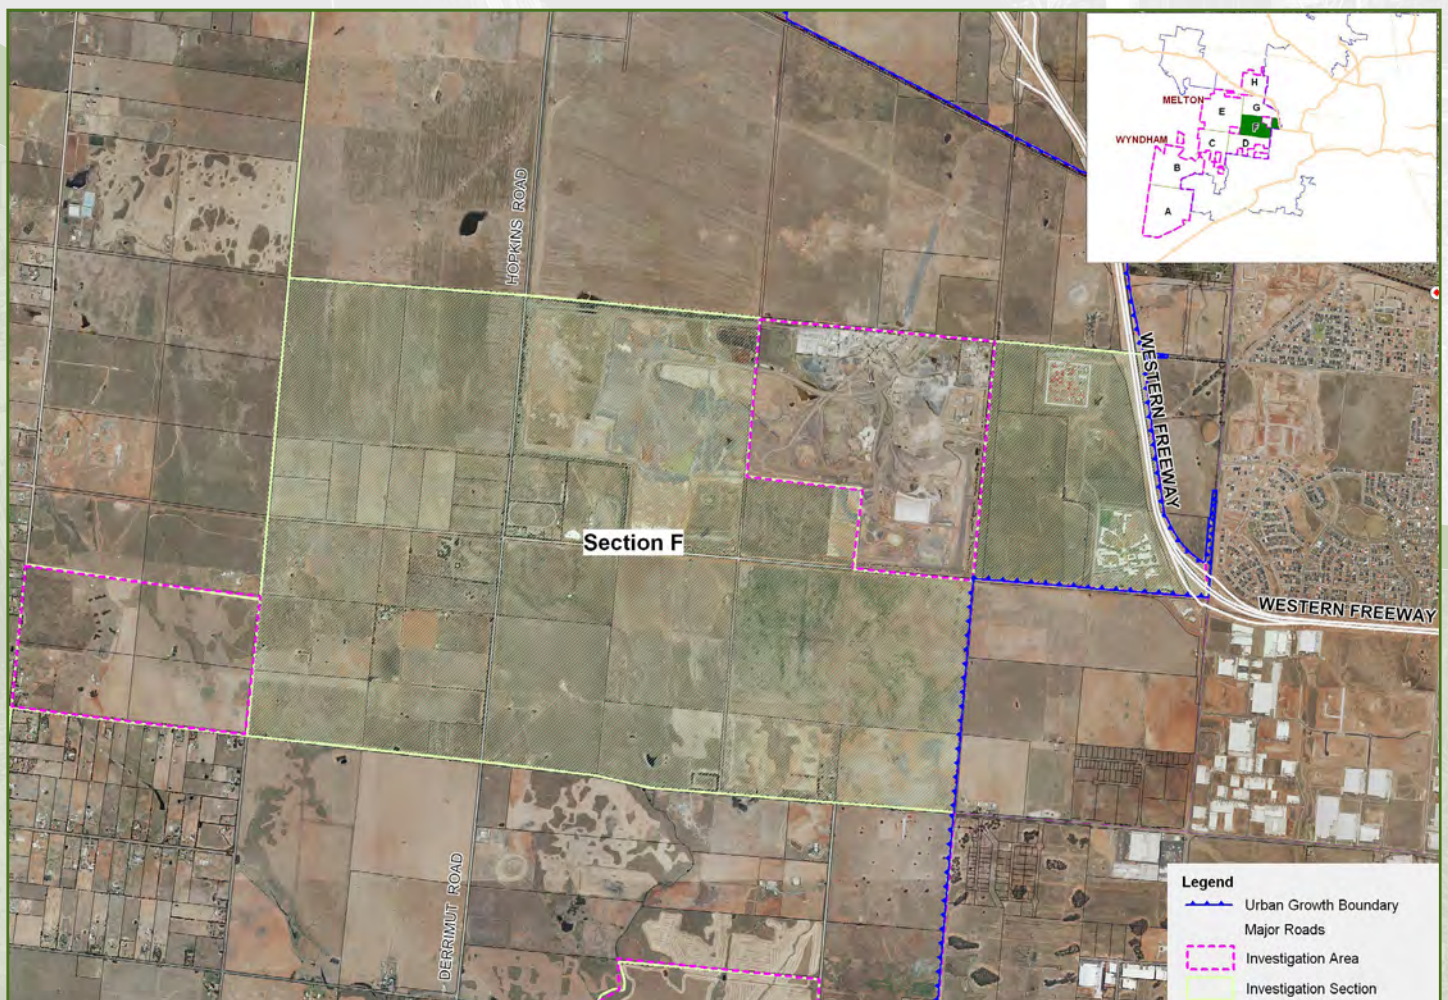 H
MELTON
E
G
F
WYNDHAM
C
D
B
A
HOPKINS ROAD
WESTERN FREEWAY
Section F
WESTERN FREEWAY
DERRIMUT ROAD
Legend
Urban Growth Boundary
Major Roads
Investigation Area
Investigation Section